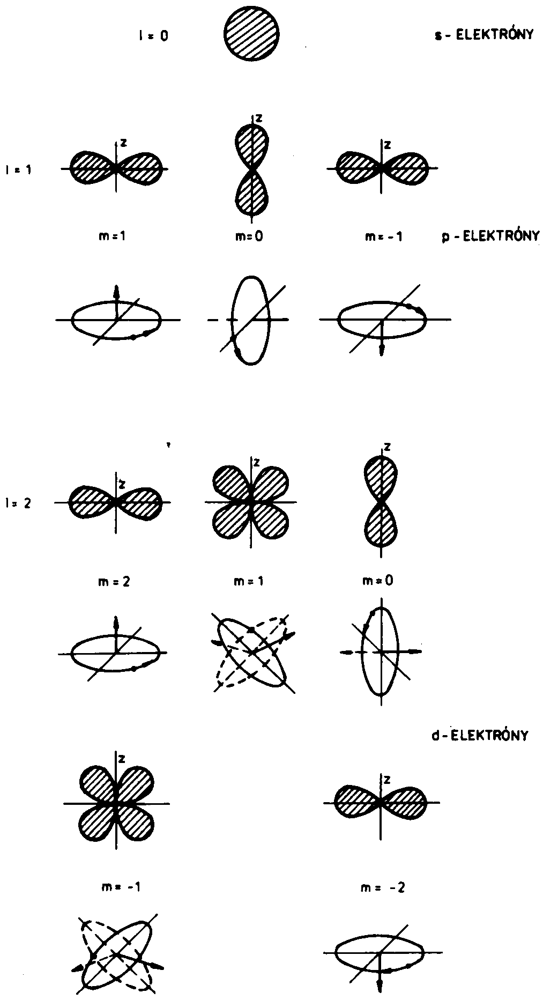 l = 0
s - ELEKTRÓNY
z
z
z
l = 1
m = 1
m = 0
m = -1
p - ELEKTRÓNY
z
z
z
l = 2
m = 2
m = 1
m = 0
d - ELEKTRÓNY
z
z
m = -1
m = -2